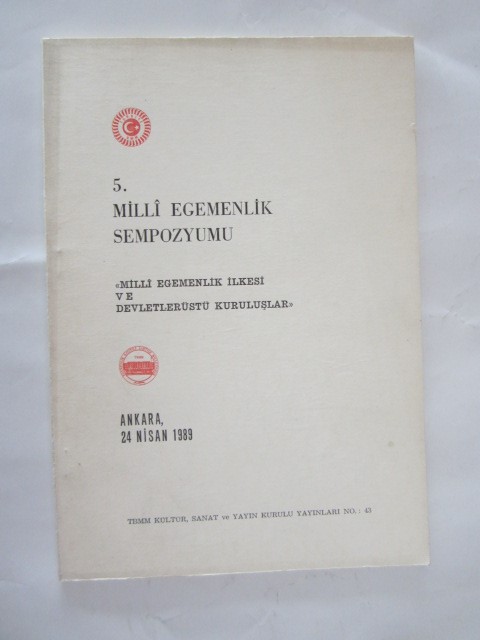 5.
MİLLÎ EGEMENLİK
SEMPOZYUMU
«MİLLÎ EGEMENLİK İLKESİ
VE
DEVLETLERÜSTÜ KURULUŞLAR»
ANKARA,
24 NİSAN 1989
TBMM KÜLTÜR, SANAT ve YAYIN KURULU YAYINLARI NO. : 43